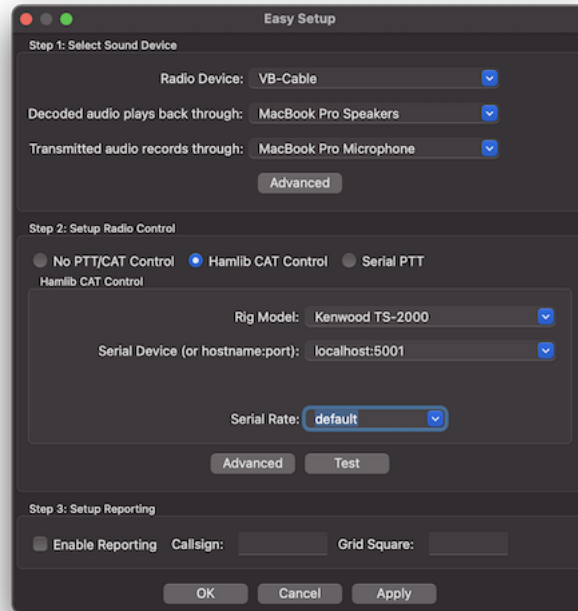 Easy Setup
Step 1: Select Sound Device
Radio Device: VB-Cable
Decoded audio plays back through: MacBook Pro Speakers
Transmitted audio records through: MacBook Pro Microphone
Advanced
Step 2: Setup Radio Control
No PTT/CAT Control Hamlib CAT Control Serial PTT
Hamlib CAT Control
Rig Model: Kenwood TS-2000
Serial Device (or hostname:port): localhost:5001
Serial Rate: default
Advanced Test
Step 3: Setup Reporting
Enable Reporting Callsign: Grid Square:
OK Cancel Apply